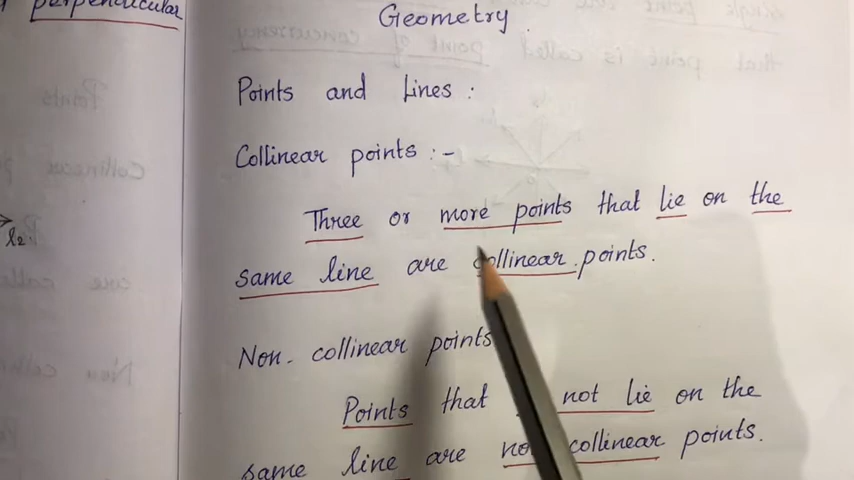 perpendicular
l2
Geometry.
Points and lines :
Collinear points :-
Three or more points that lie on the
same line are collinear points.
Non- collinear points
Points that not lie on the
same line are collinear points.